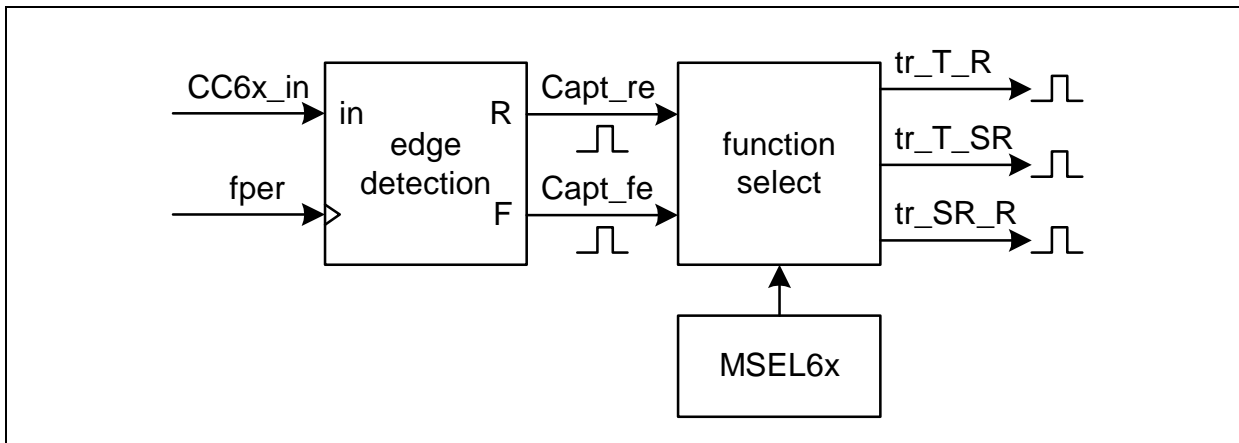 CC6x_in
fper
in
R
edge
detection
F
Capt_re
Capt_fe
function
select
tr_T_R
tr_T_SR
tr_SR_R
MSEL6x